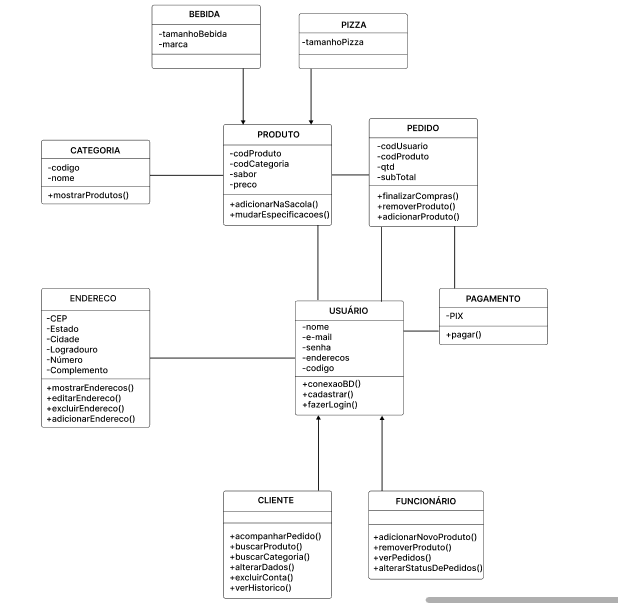 BEBIDA
-tamanhoBebida
-marca
PIZZA
-tamanhoPizza
CATEGORIA
-codigo
-nome
+mostrarProdutos()
PRODUTO
-codProduto
-codCategoria
-sabor
-preco
+adicionarNaSacola()
+mudarEspecificacoes()
PEDIDO
-codUsuario
-codProduto
-qtd
-subTotal
+finalizarCompras()
+removerProduto()
+adicionarProduto()
ENDERECO
-CEP
-Estado
-Cidade
-Logradouro
-Número
-Complemento
+mostrarEnderecos()
+editarEndereco()
+excluirEndereco()
+adicionarEndereco()
USUÁRIO
-nome
-e-mail
-senha
-enderecos
-codigo
+conexaoBD()
+cadastrar()
+fazerLogin()
PAGAMENTO
-PIX
+pagar()
CLIENTE
+acompanharPedido()
+buscarProduto()
+buscarCategoria()
+alterarDados()
+excluirConta()
+verHistorico()
FUNCIONÁRIO
+adicionarNovoProduto()
+removerProduto()
+verPedidos()
+alterarStatusDePedidos()